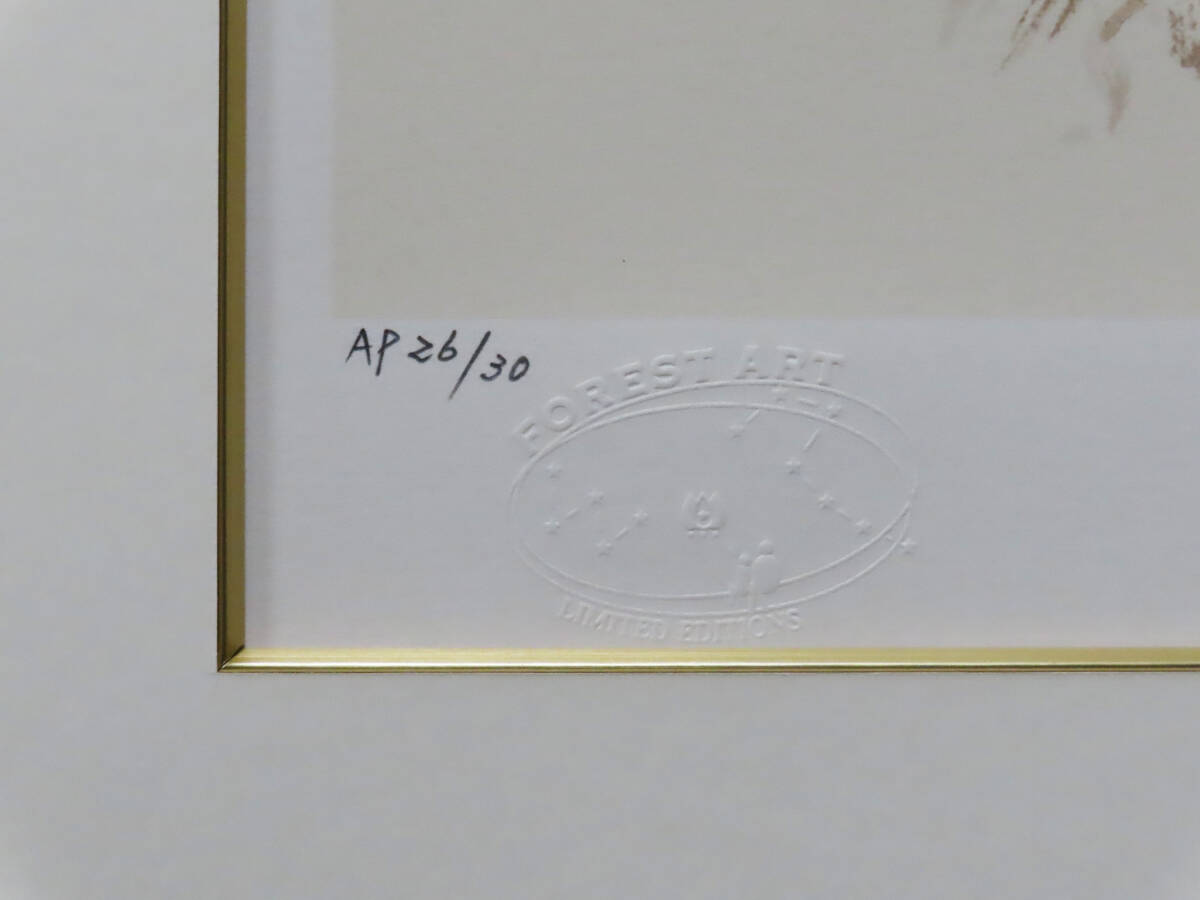 AP 26/30
FOREST ART
LIMITED EDITIONS